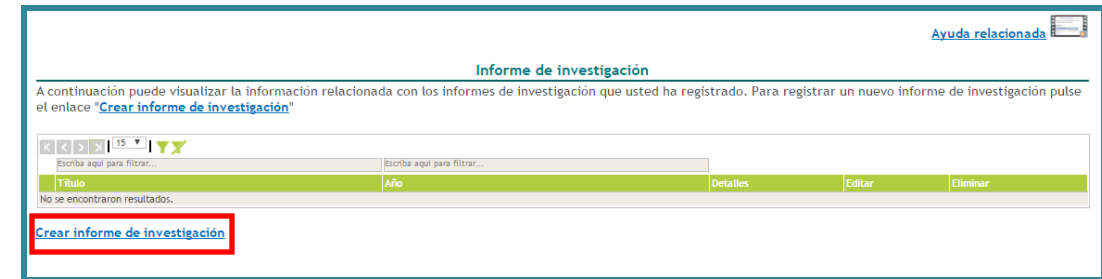 Ayuda relacionada
Informe de investigación
A continuación puede visualizar la información relacionada con los informes de investigación que usted ha registrado. Para registrar un nuevo informe de investigación pulse
el enlace "Crear informe de investigación"
15
Escriba aquí para filtrar... Escriba aquí para filtrar...
Título Año Detalles Editar Eliminar
No se encontraron resultados.
Crear informe de investigación